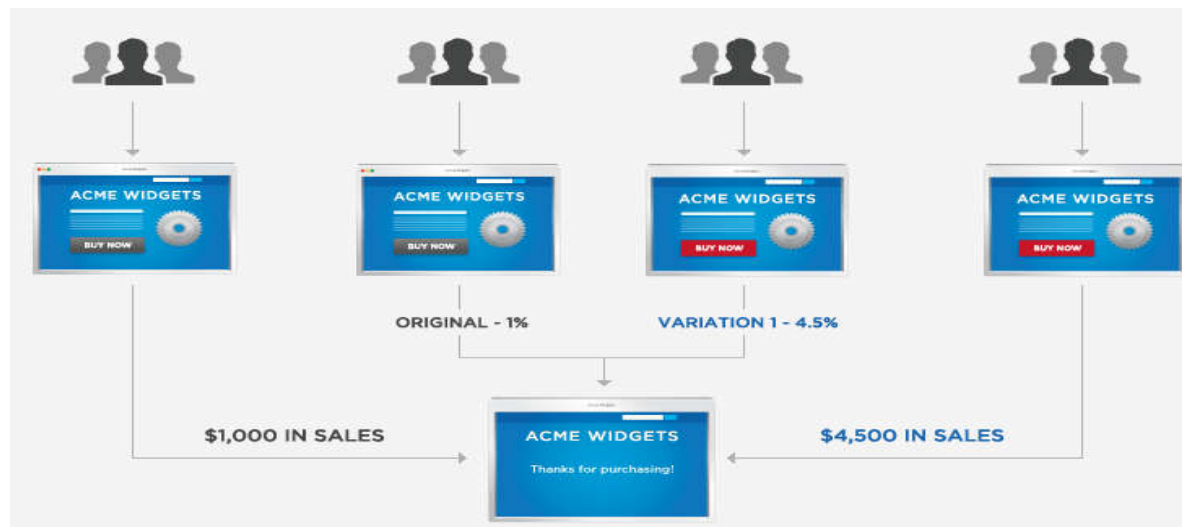 ACME WIDGETS
BUY NOW
ACME WIDGETS
BUY NOW
ACME WIDGETS
BUY NOW
ACME WIDGETS
BUY NOW
ORIGINAL - 1%
VARIATION 1 - 4.5%
$1,000 IN SALES
ACME WIDGETS
Thanks for purchasing!
$4,500 IN SALES